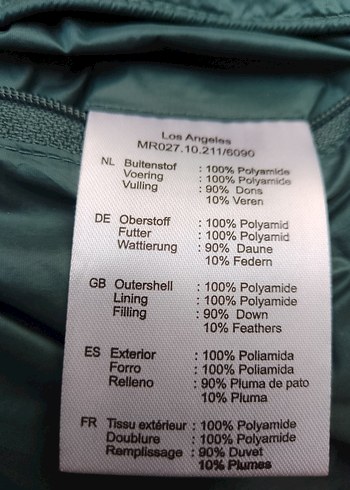 Los Angeles
MR027.10.211/6090
NL Buitenstof : 100% Polyamide
Voering : 100% Polyamide
Vulling : 90% Dons
10% Veren
DE Oberstoff : 100% Polyamid
Futter : 100% Polyamid
Wattierung : 90% Daune
10% Federn
GB Outershell : 100% Polyamide
Lining : 100% Polyamide
Filling : 90% Down
10% Feathers
ES Exterior : 100% Poliamida
Forro : 100% Poliamida
Relleno : 90% Pluma de pato
10% Pluma
FR Tissu extérieur : 100% Polyamide
Doublure : 100% Polyamide
Remplissage : 90% Duvet
10% Plumes